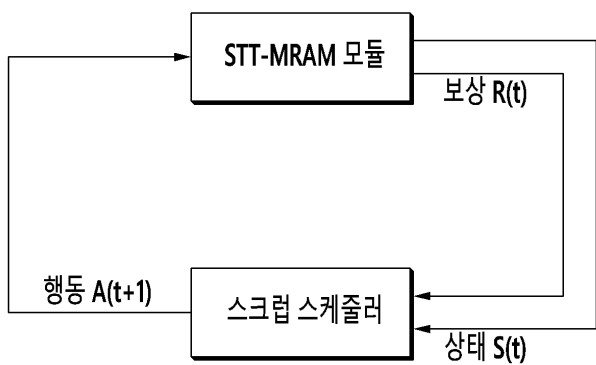 STT-MRAM 모듈
보상 R(t)
행동 A(t+1)
스크럽 스케줄러
상태 S(t)